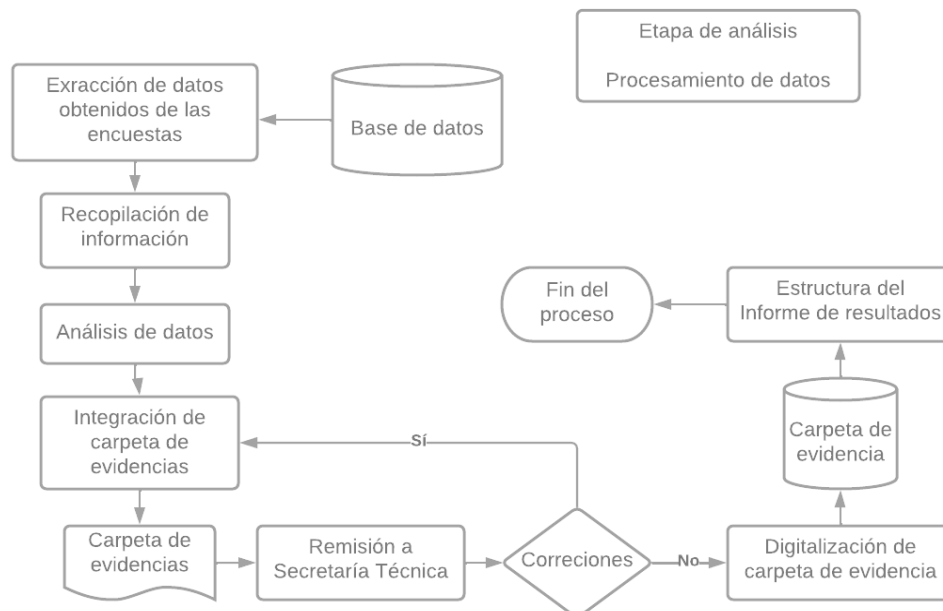 Etapa de análisis
Procesamiento de datos
Exracción de datos
obtenidos de las
encuestas
Base de datos
Recopilación de
información
Análisis de datos
Integración de
carpeta de
evidencias
Carpeta de
evidencias
Remisión a
Secretaría Técnica
Correciones
Sí
No
Digitalización de
carpeta de evidencia
Carpeta de
evidencia
Estructura del
Informe de resultados
Fin del
proceso